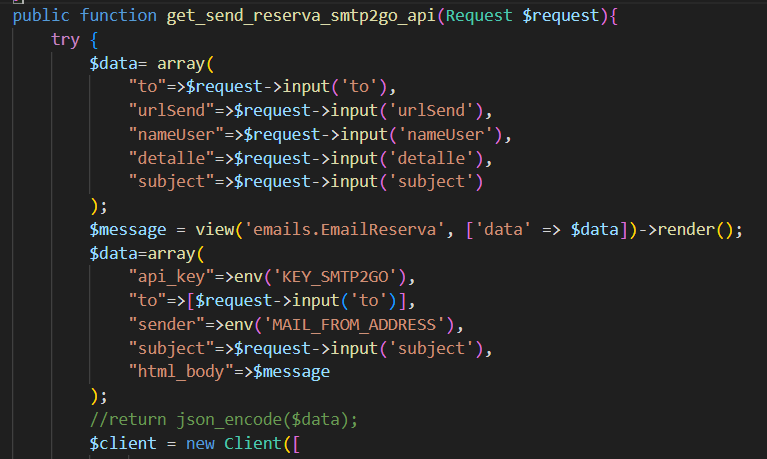 public function get_send_reserva_smtp2go_api(Request $request){
try {
$data= array(
"to"=>$request->input('to'),
"urlSend"=>$request->input('urlSend'),
"nameUser"=>$request->input('nameUser'),
"detalle"=>$request->input('detalle'),
"subject"=>$request->input('subject')
);
$message = view('emails.EmailReserva', ['data' => $data])->render();
$data=array(
"api_key"=>env('KEY_SMTP2GO'),
"to"=>[$request->input('to')],
"sender"=>env('MAIL_FROM_ADDRESS'),
"subject"=>$request->input('subject'),
"html_body"=>$message
);
//return json_encode($data);
$client = new Client([